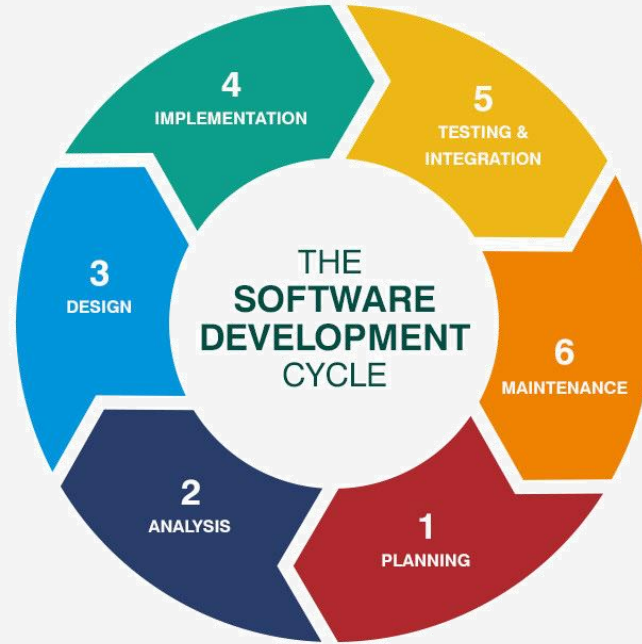 THE
SOFTWARE
DEVELOPMENT
CYCLE
1
PLANNING
2
ANALYSIS
3
DESIGN
4
IMPLEMENTATION
5
TESTING &
INTEGRATION
6
MAINTENANCE